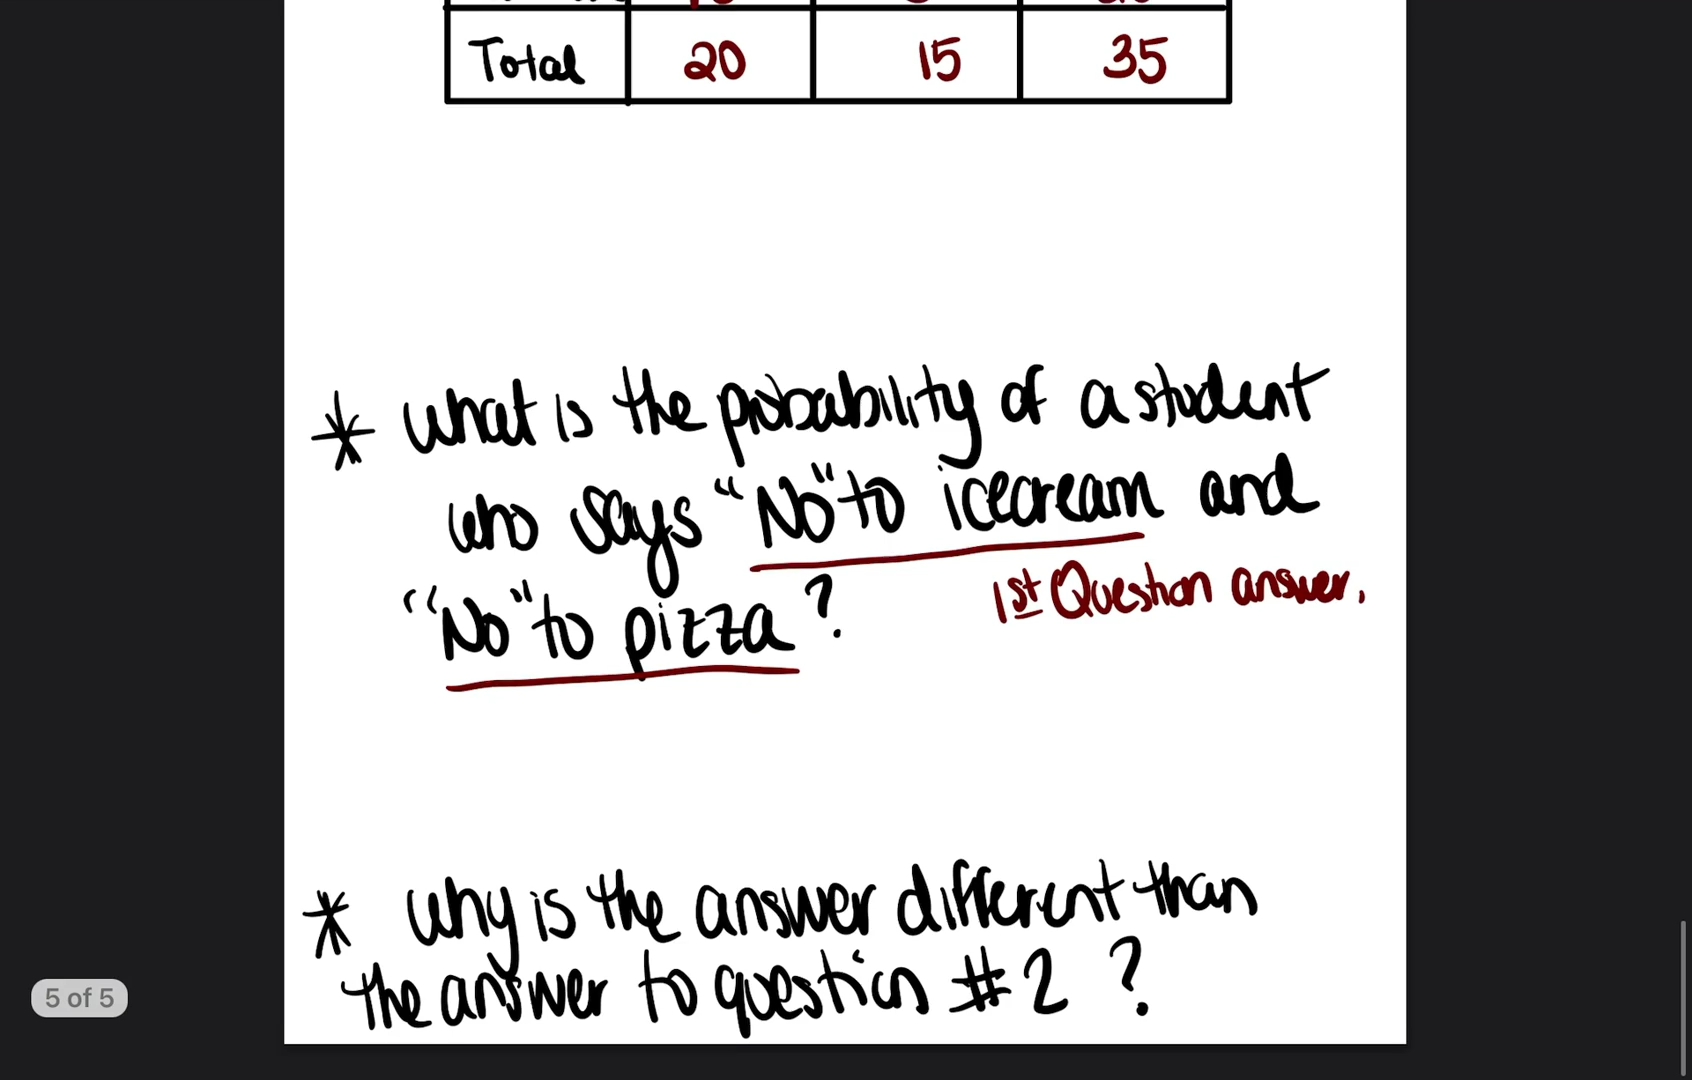 Total 20 15 35
* what is the probability of a student
who says "No" to icecream and
1st Question answer.
"No" to pizza?
* why is the answer different than
the answer to question #2?
5 of 5